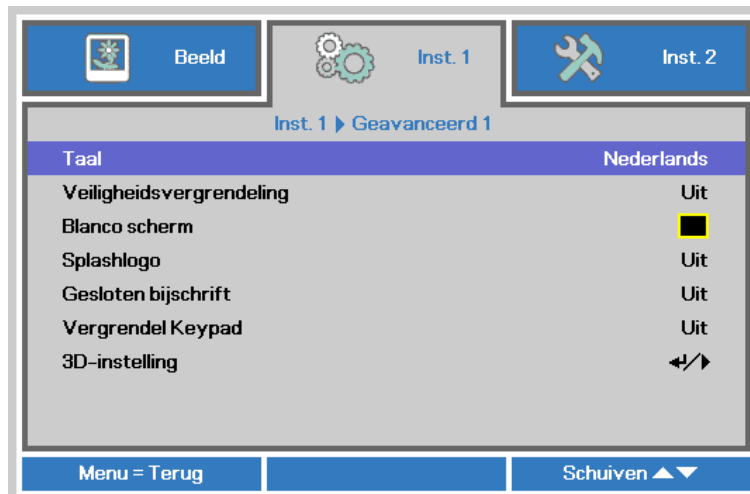 Beeld
Inst. 1
Inst. 2
Inst. 1 Geavanceerd 1
Taal Nederlands
Veiligheidsvergrendeling Uit
Blanco scherm
Splashlogo Uit
Gesloten bijschrift Uit
Vergrendel Keypad Uit
3D-instelling
Menu = Terug
Schuiven